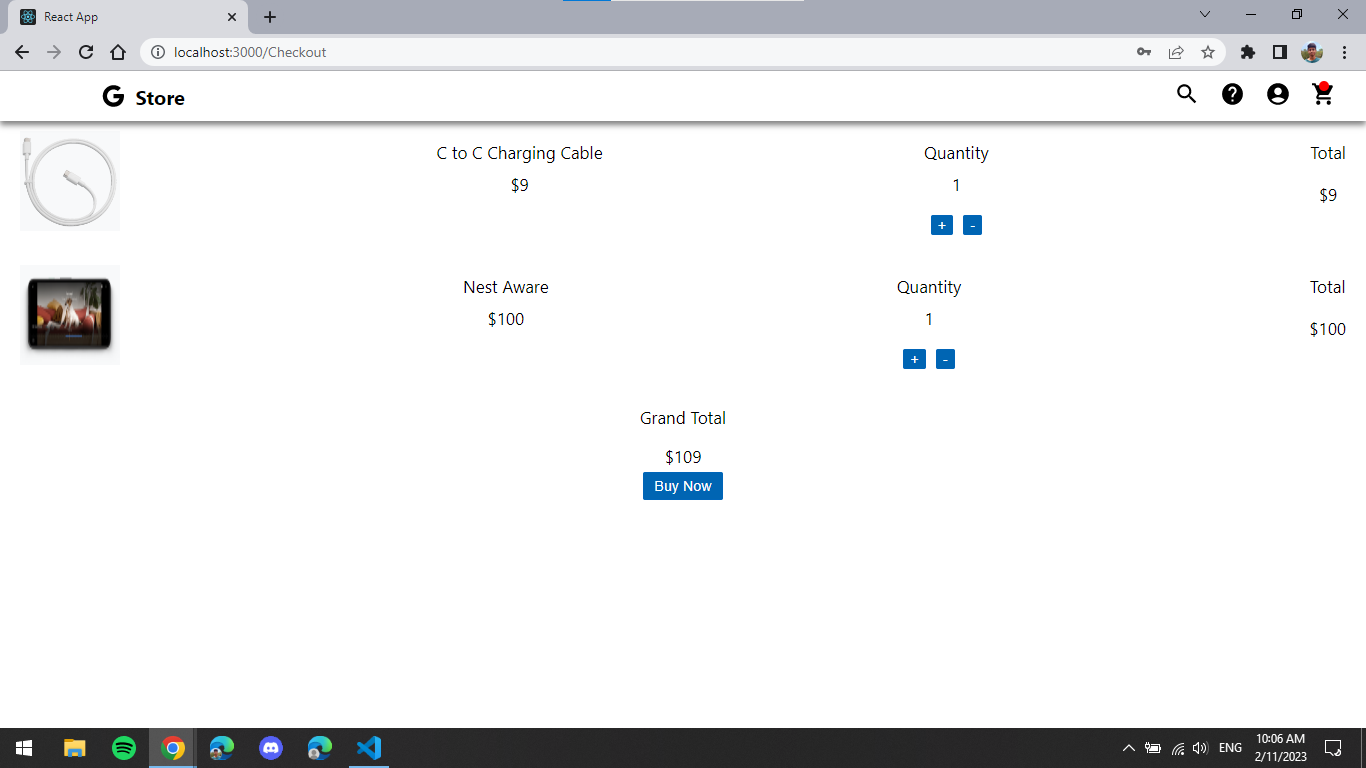 React App
localhost:3000/Checkout
G Store
C to C Charging Cable
Quantity
Total
$9
1
$9
+ -
Nest Aware
Quantity
Total
$100
1
$100
+ -
Grand Total
$109
Buy Now
ENG
10:06 AM
2/11/2023